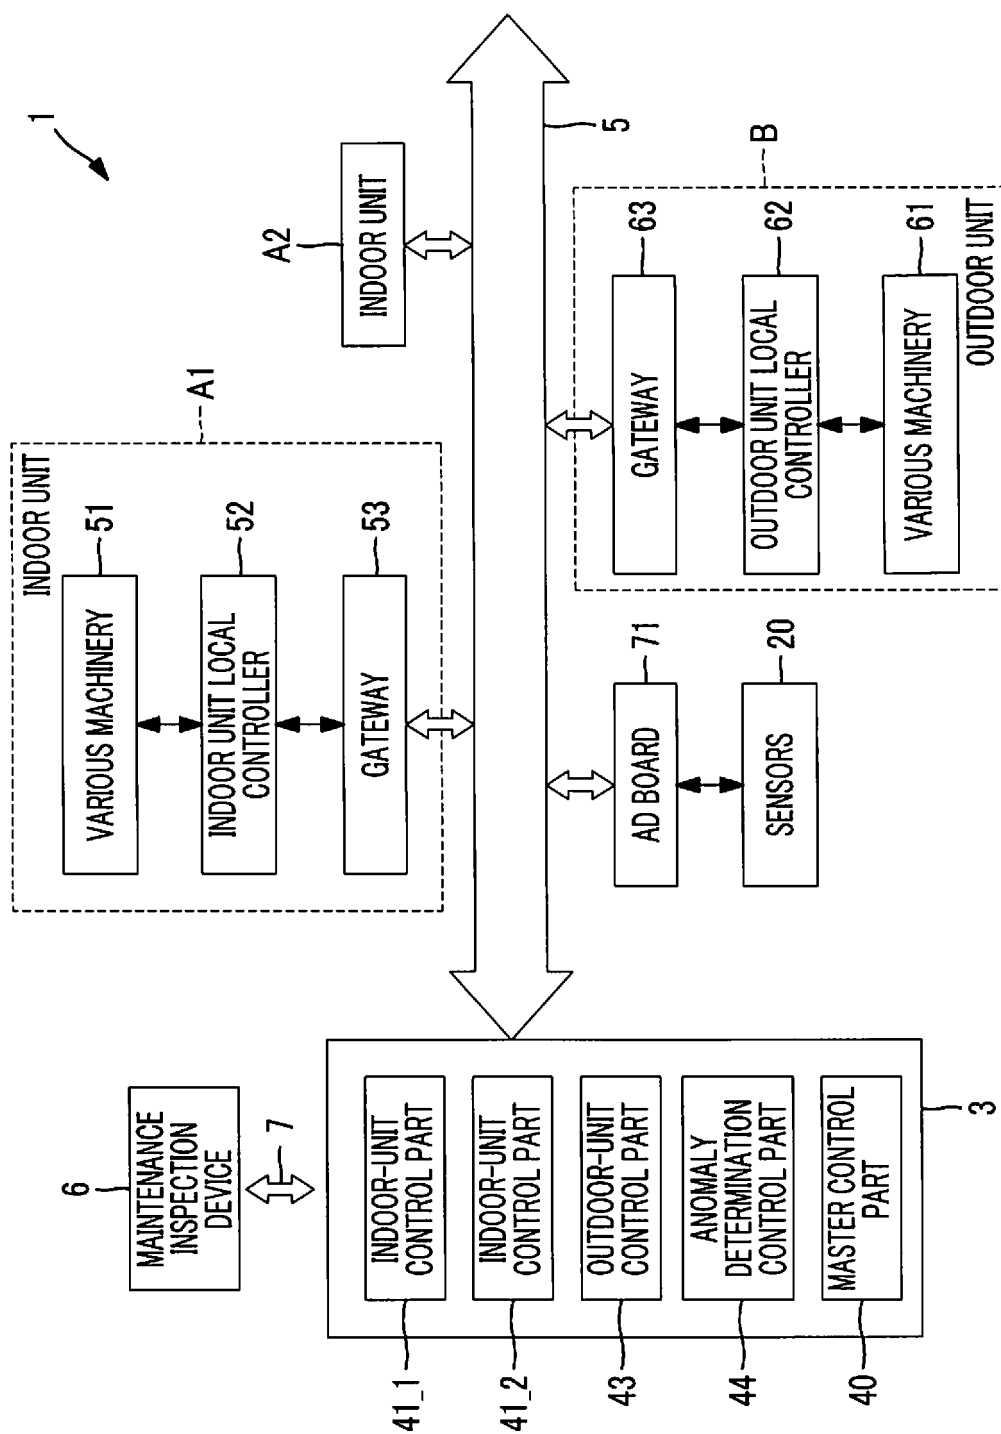 1
INDOOR UNIT
A1
VARIOUS MACHINERY
51
INDOOR UNIT LOCAL
CONTROLLER
52
GATEWAY
53
A2
INDOOR UNIT
6
MAINTENANCE
INSPECTION
DEVICE
7
5
41_1
INDOOR-UNIT
CONTROL PART
41_2
INDOOR-UNIT
CONTROL PART
43
OUTDOOR-UNIT
CONTROL PART
44
ANOMALY
DETERMINATION
CONTROL PART
40
MASTER CONTROL
PART
3
AD BOARD
71
SENSORS
20
B
GATEWAY
63
OUTDOOR UNIT LOCAL
CONTROLLER
62
VARIOUS MACHINERY
61
OUTDOOR UNIT